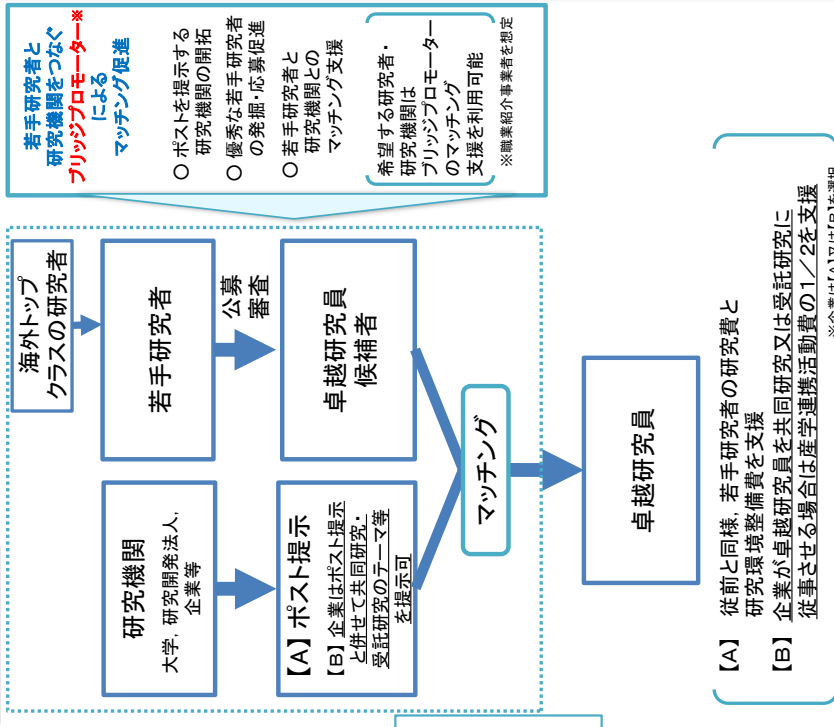 若手研究者と
研究機関をつなぐ
ブリッジプロモーター※
による
マッチング促進
○ ポストを提示する
研究機関の開拓
○ 優秀な若手研究者
の発掘・応募促進
○ 若手研究者と
研究機関との
マッチング支援
希望する研究者・
研究機関は
ブリッジプロモーター
のマッチング
支援を利用可能
※職業紹介事業者を想定
海外トップ
クラスの研究者
若手研究者
公募
審査
卓越研究員
候補者
研究機関
大学，研究開発法人，
企業等
【A】 ポスト提示
【B】 企業はポスト提示
と併せて共同研究・
受託研究のテーマ等
を提示可
マッチング
卓越研究員
【A】 従前と同様，若手研究者の研究費と
研究環境整備費を支援
【B】 企業が卓越研究員を共同研究又は受託研究に
従事させる場合は産学連携活動費の1／2を支援
※企業は【A】又は【B】を選択